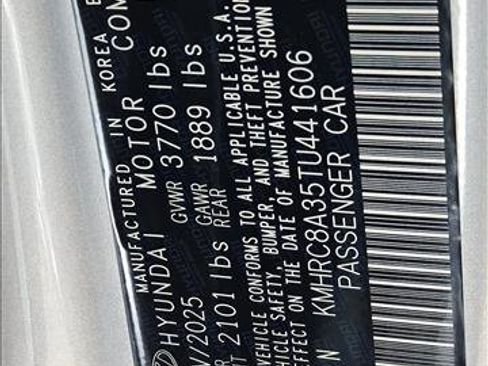 MANUFACTURED IN KOREA
HYUNDAI MOTOR COM
/2025 GVWR 3770 lbs
2101 lbs GAWR REAR 1889 lbs
VEHICLE CONFORMS TO ALL APPLICABLE U.S.A.
VEHICLE SAFETY, BUMPER, AND THEFT PREVENTION
EFFECT ON THE DATE OF MANUFACTURE SHOWN
KMHRC8A35TU441606
PASSENGER CAR